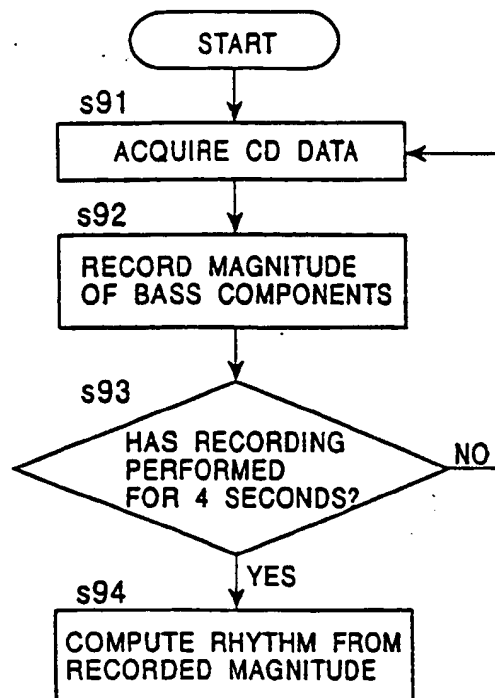 START
s91
ACQUIRE CD DATA
s92
RECORD MAGNITUDE
OF BASS COMPONENTS
s93
HAS RECORDING
PERFORMED
FOR 4 SECONDS?
NO
YES
s94
COMPUTE RHYTHM FROM
RECORDED MAGNITUDE